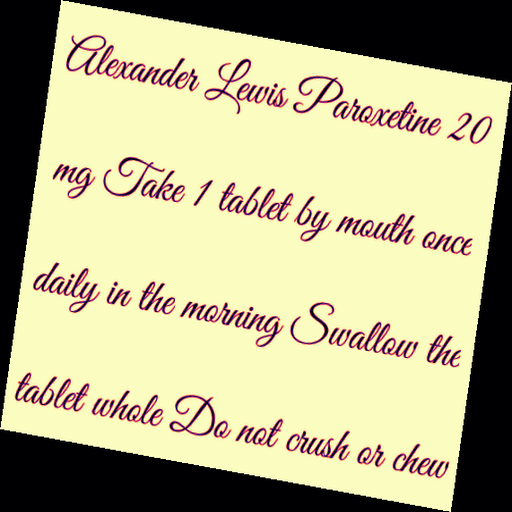 Alexander Lewis Paroxetine 20
mg Take 1 tablet by mouth once
daily in the morning Swallow the
tablet whole Do not crush or chew